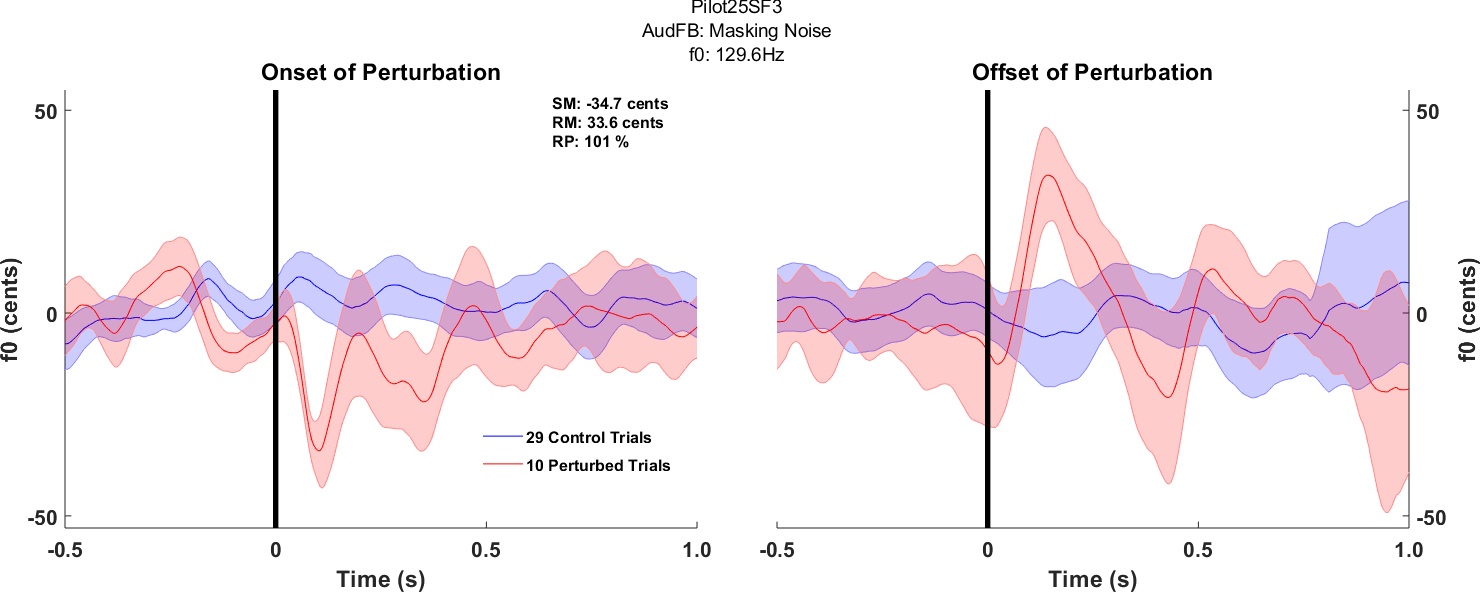 Pilot25SF3
AudFB: Masking Noise
f0: 129.6Hz
Onset of Perturbation
Offset of Perturbation
SM: -34.7 cents
RM: 33.6 cents
RP: 101 %
50
0
-50
f0 (cents)
29 Control Trials
10 Perturbed Trials
-0.5
0
0.5
1.0
Time (s)
-0.5
0
0.5
1.0
Time (s)
50
0
-50
f0 (cents)